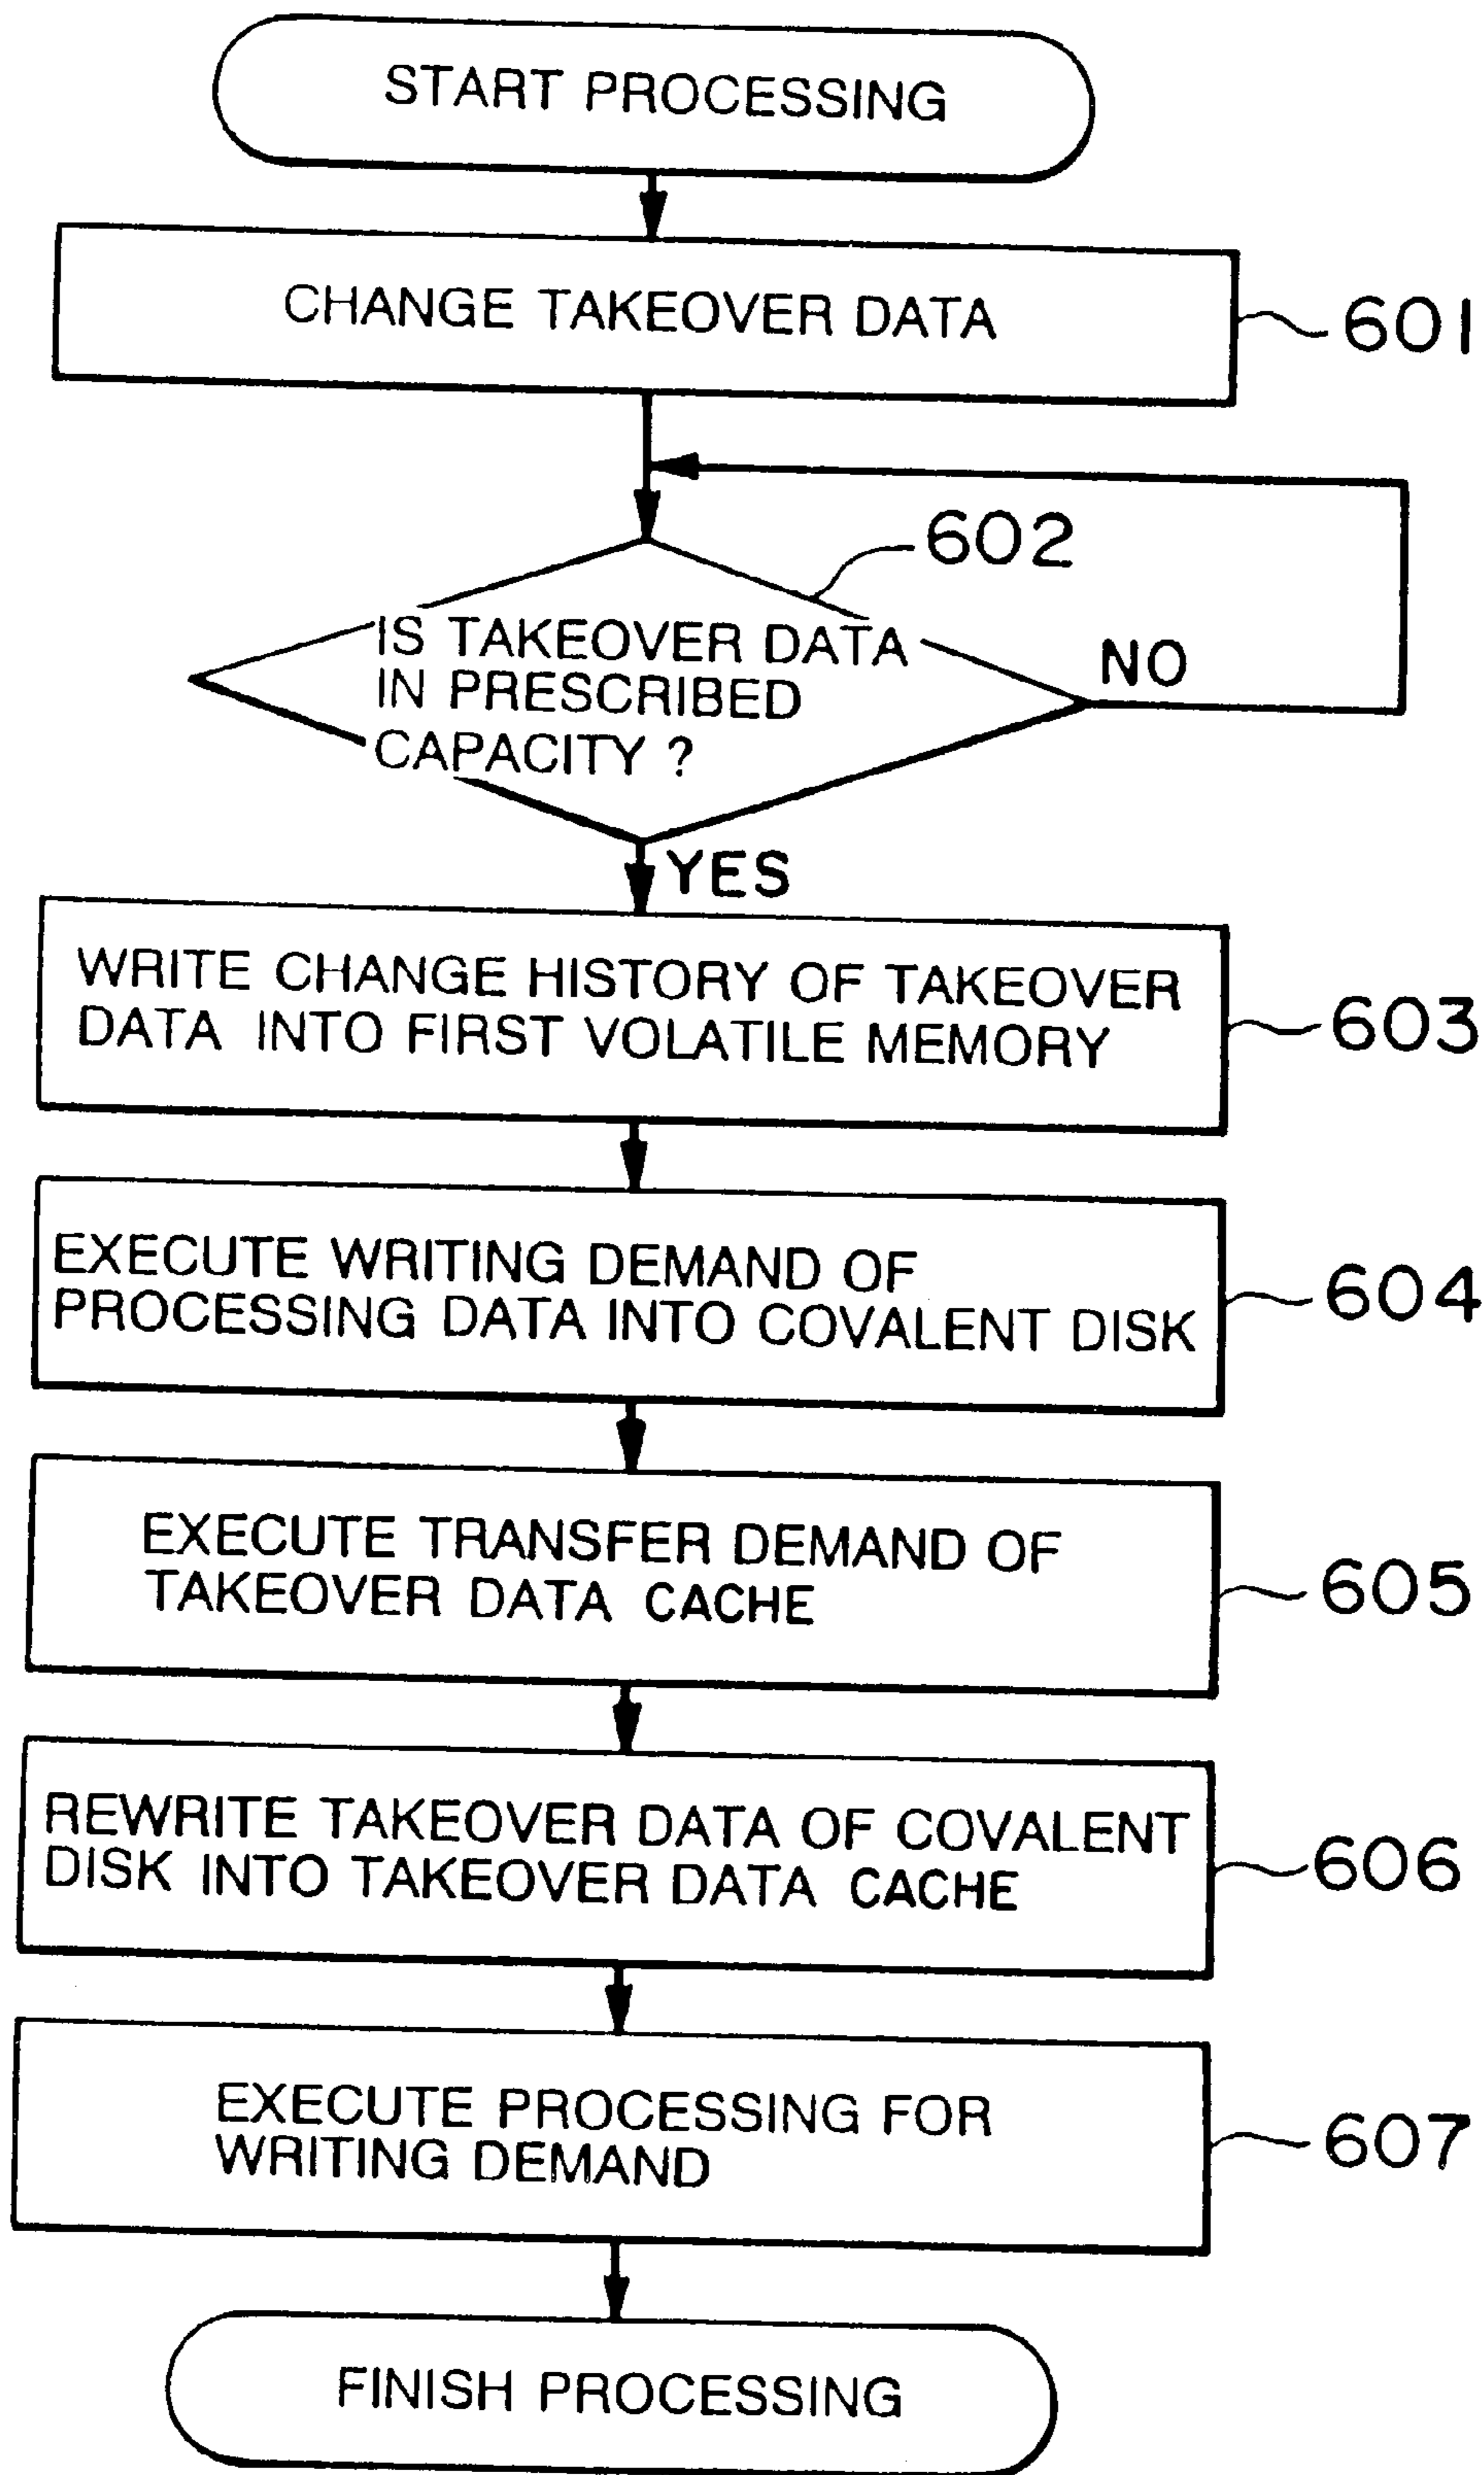 START PROCESSING
CHANGE TAKEOVER DATA
601
602
IS TAKEOVER DATA
IN PRESCRIBED
CAPACITY ?
NO
YES
WRITE CHANGE HISTORY OF TAKEOVER
DATA INTO FIRST VOLATILE MEMORY
603
EXECUTE WRITING DEMAND OF
PROCESSING DATA INTO COVALENT DISK
604
EXECUTE TRANSFER DEMAND OF
TAKEOVER DATA CACHE
605
REWRITE TAKEOVER DATA OF COVALENT
DISK INTO TAKEOVER DATA CACHE
606
EXECUTE PROCESSING FOR
WRITING DEMAND
607
FINISH PROCESSING